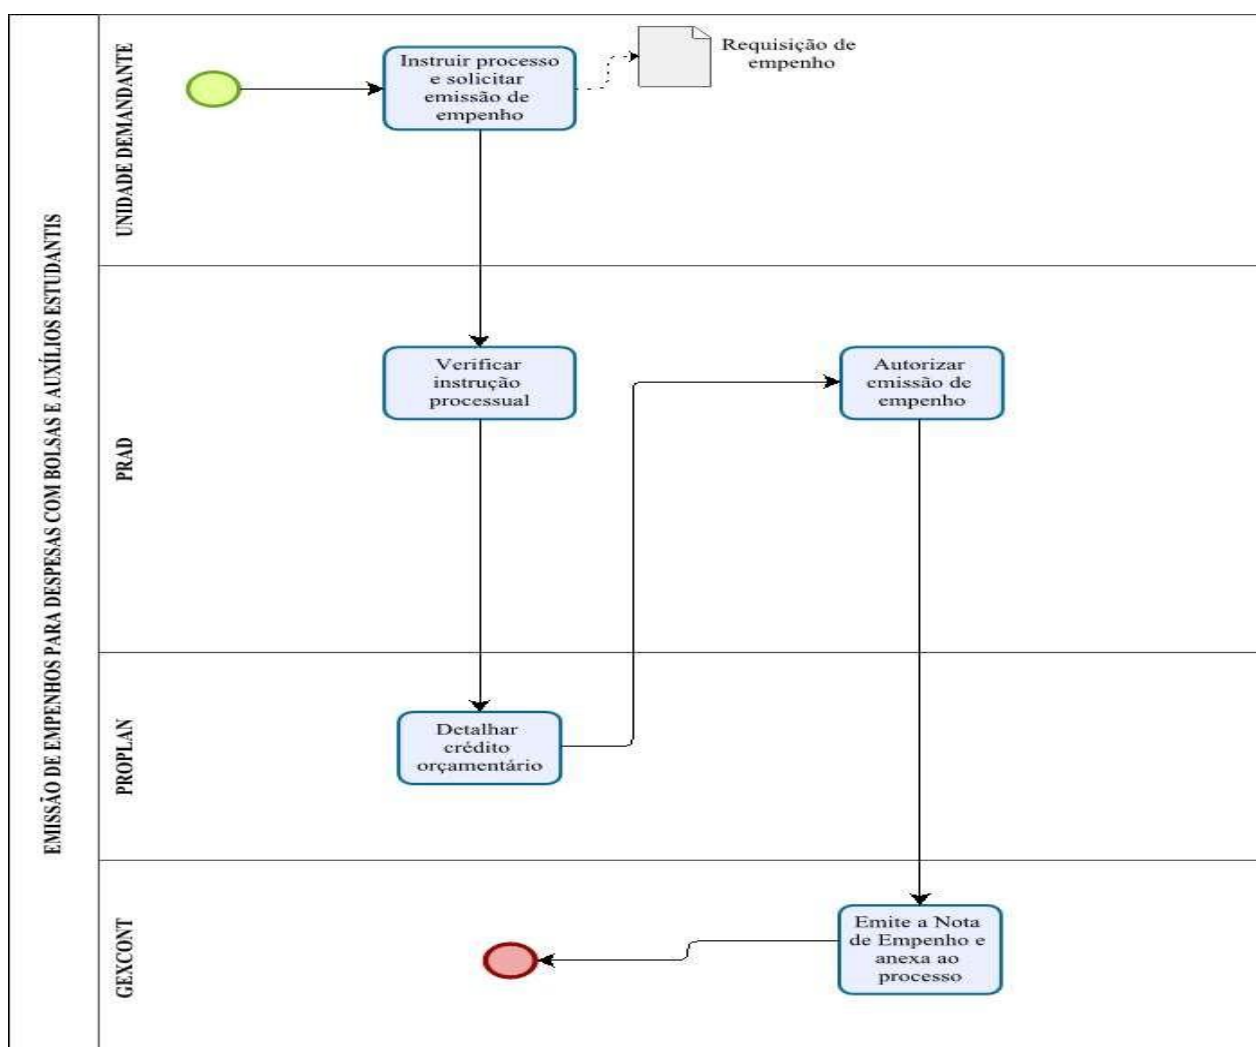 EMISSÃO DE EMPENHOS PARA DESPESAS COM BOLSAS E AUXÍLIOS ESTUDANTIS
UNIDADE DEMANDANTE
Instruir processo
e solicitar
emissão de
empenho
Requisição de
empenho
PRAD
Verificar
instrução
processual
Autorizar
emissão de
empenho
PROPLAN
Detalhar
crédito
orçamentário
GEXCONT
Emite a Nota
de Empenho e
anexa ao
processo